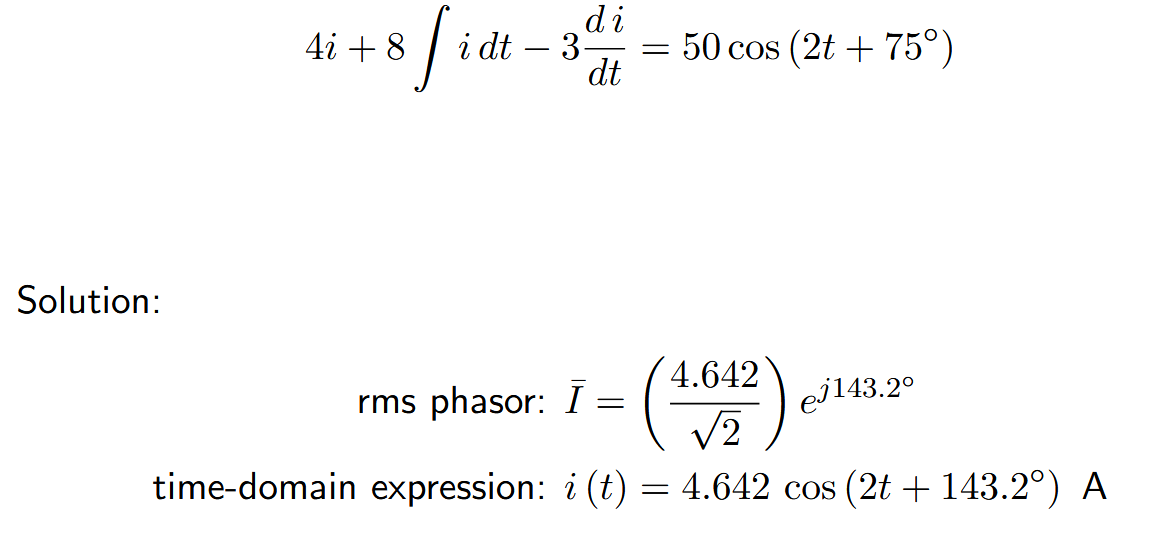 4i + 8 ∫ i dt − 3 d i/dt = 50 cos (2t + 75°)
Solution:
rms phasor: Ī = (4.642/√2) e^{j143.2°}
time-domain expression: i (t) = 4.642 cos (2t + 143.2°) A